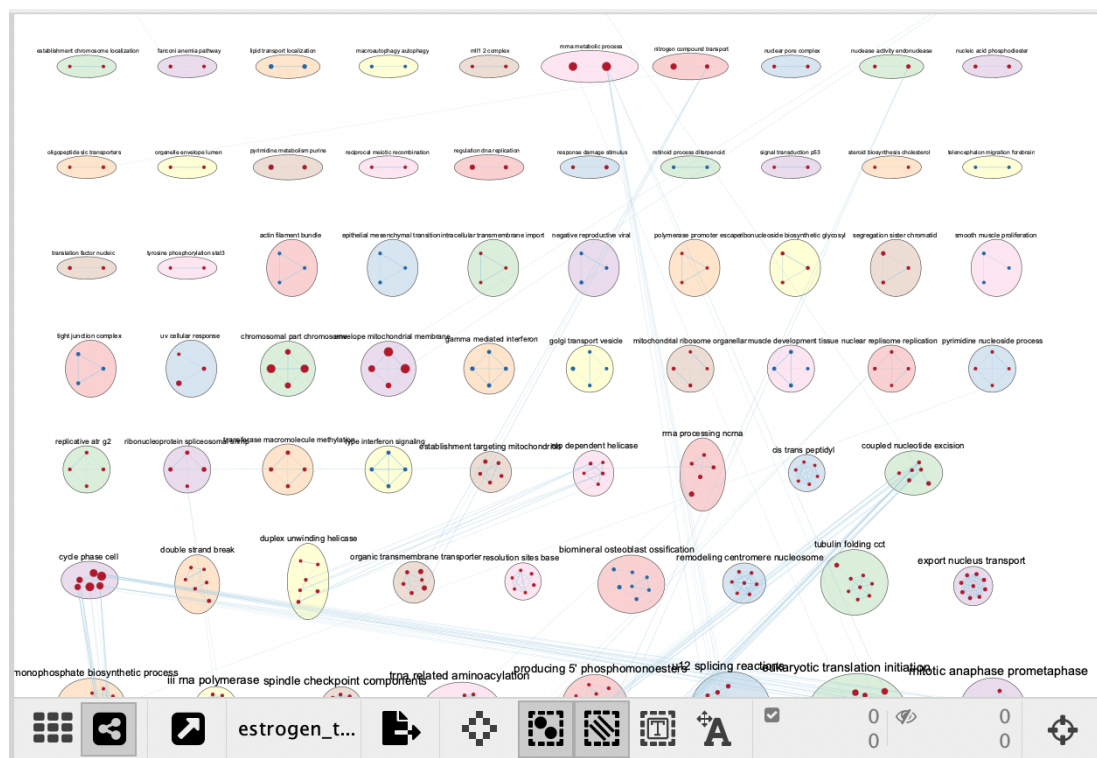 establishment chromosome localization
fanconi anemia pathway
lipid transport localization
macroautophagy autophagy
mll1 2 complex
mrna metabolic process
nitrogen compound transport
nuclear pore complex
nuclease activity endonuclease
nucleic acid phosphodiester
oligopeptide slc transporters
organelle envelope lumen
pyrimidine metabolism purine
reciprocal meiotic recombination
regulation dna replication
response damage stimulus
retinoid process diterpenoid
signal transduction p53
steroid biosynthesis cholesterol
telencephalon migration forebrain
translation factor nucleic
tyrosine phosphorylation stat3
actin filament bundle
epithelial mesenchymal transition
intracellular transmembrane import
negative reproductive viral
polymerase promoter escape
ribonucleoside biosynthetic glycosyl
segregation sister chromatid
smooth muscle proliferation
tight junction complex
uv cellular response
chromosomal part chromosome
envelope mitochondrial membrane
gamma mediated interferon
golgi transport vesicle
mitochondrial ribosome organellar
muscle development tissue
nuclear replisome replication
pyrimidine nucleoside process
replicative atr g2
ribonucleoprotein spliceosomal
transferase macromolecule methylation
type interferon signaling
establishment targeting mitochondrion
dependent helicase
rrna processing ncrna
cis trans peptidyl
coupled nucleotide excision
cycle phase cell
double strand break
duplex unwinding helicase
organic transmembrane transporter
resolution sites base
biomineral osteoblast ossification
remodeling centromere nucleosome
tubulin folding cct
export nucleus transport
monophosphate biosynthetic process
iii rna polymerase
spindle checkpoint components
trna related aminoacylation
producing 5' phosphomonoesters
u12 splicing reactions
eukaryotic translation initiation
mitotic anaphase prometaphase
estrogen_t...
T
A
0
0
0
0